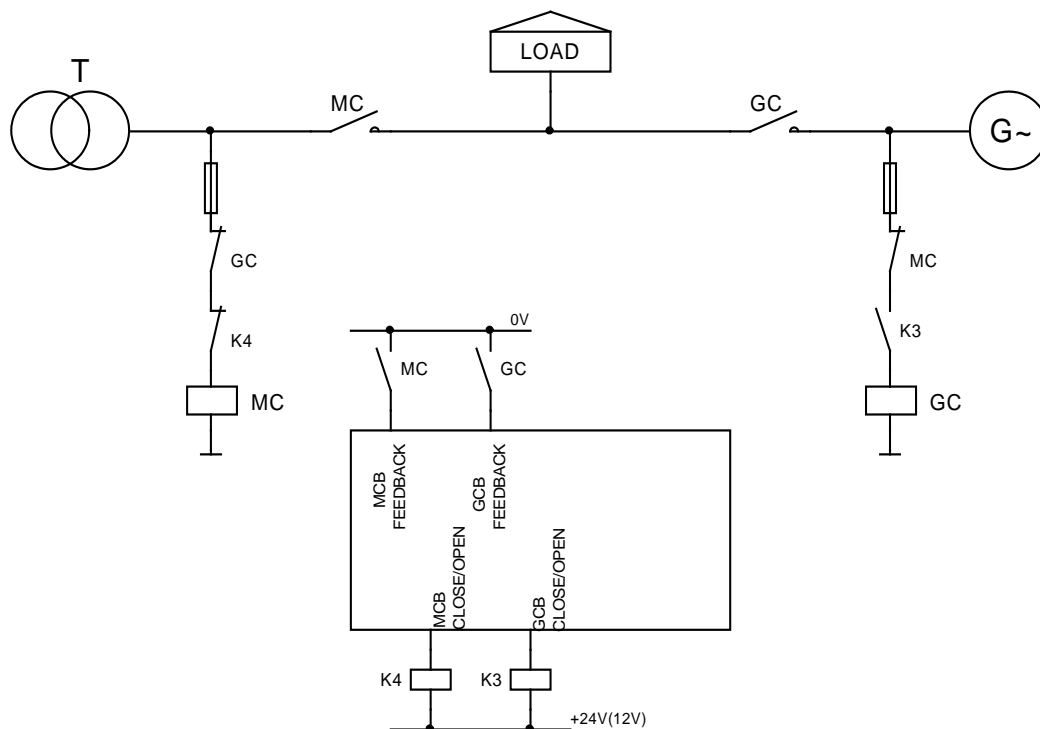 LOAD
T
MC
GC
G~
GC
MC
K4
K3
0V
MC
GC
MC
GC
MCB
FEEDBACK
GCB
FEEDBACK
MCB
CLOSE/OPEN
GCB
CLOSE/OPEN
K4
K3
+24V(12V)